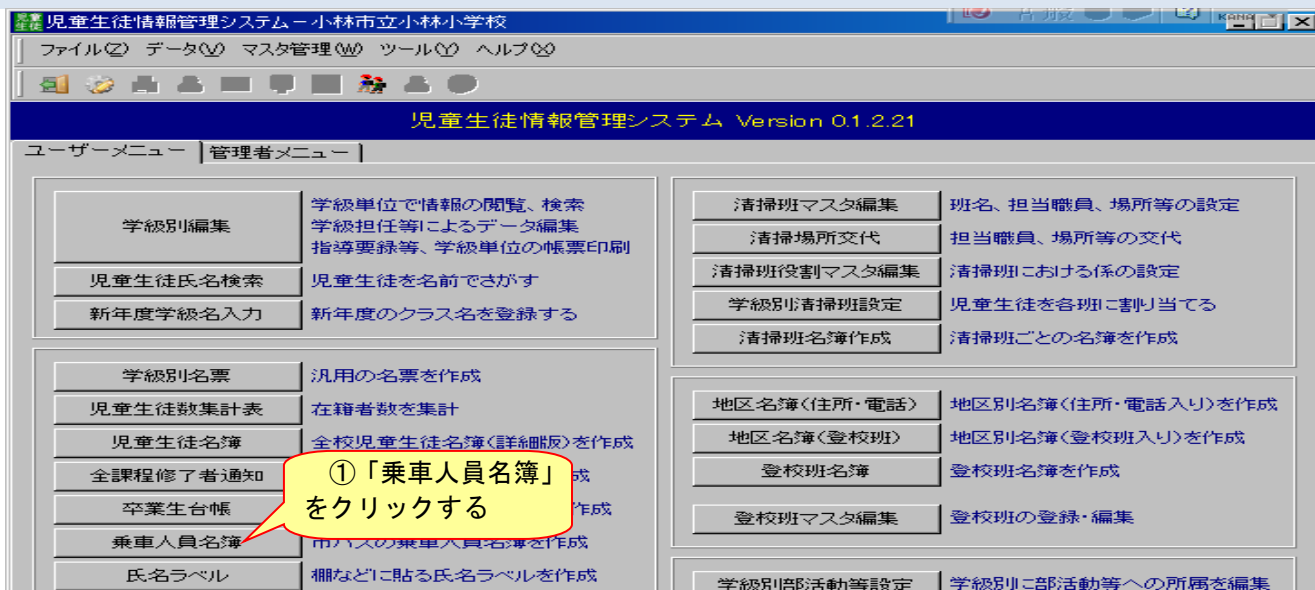 児童生徒情報管理システム－小林市立小林小学校
KANA
ファイル(Z) データ(V) マスタ管理(W) ツール(Y) ヘルプ(X)
児童生徒情報管理システム Version 0.1.2.21
ユーザーメニュー 管理者メニュー
学級別編集
学級単位で情報の閲覧、検索
学級担任等によるデータ編集
指導要録等、学級単位の帳票印刷
児童生徒氏名検索 児童生徒を名前でさがす
新年度学級名入力 新年度のクラス名を登録する
学級別名票 汎用の名票を作成
児童生徒数集計表 在籍者数を集計
児童生徒名簿 全校児童生徒名簿(詳細版)を作成
全課程修了者通知 成
卒業生台帳 作成
乗車人員名簿 市バスの乗車人員名簿を作成
氏名ラベル 棚などに貼る氏名ラベルを作成
①「乗車人員名簿」
をクリックする
清掃班マスタ編集 班名、担当職員、場所等の設定
清掃場所交代 担当職員、場所等の交代
清掃班役割マスタ編集 清掃班における係の設定
学級別清掃班設定 児童生徒を各班に割り当てる
清掃班名簿作成 清掃班ごとの名簿を作成
地区名簿(住所・電話) 地区別名簿(住所・電話入り)を作成
地区名簿(登校班) 地区別名簿(登校班入り)を作成
登校班名簿 登校班名簿を作成
登校班マスタ編集 登校班の登録・編集
学級別部活動等設定 学級別に部活動等への所属を編集